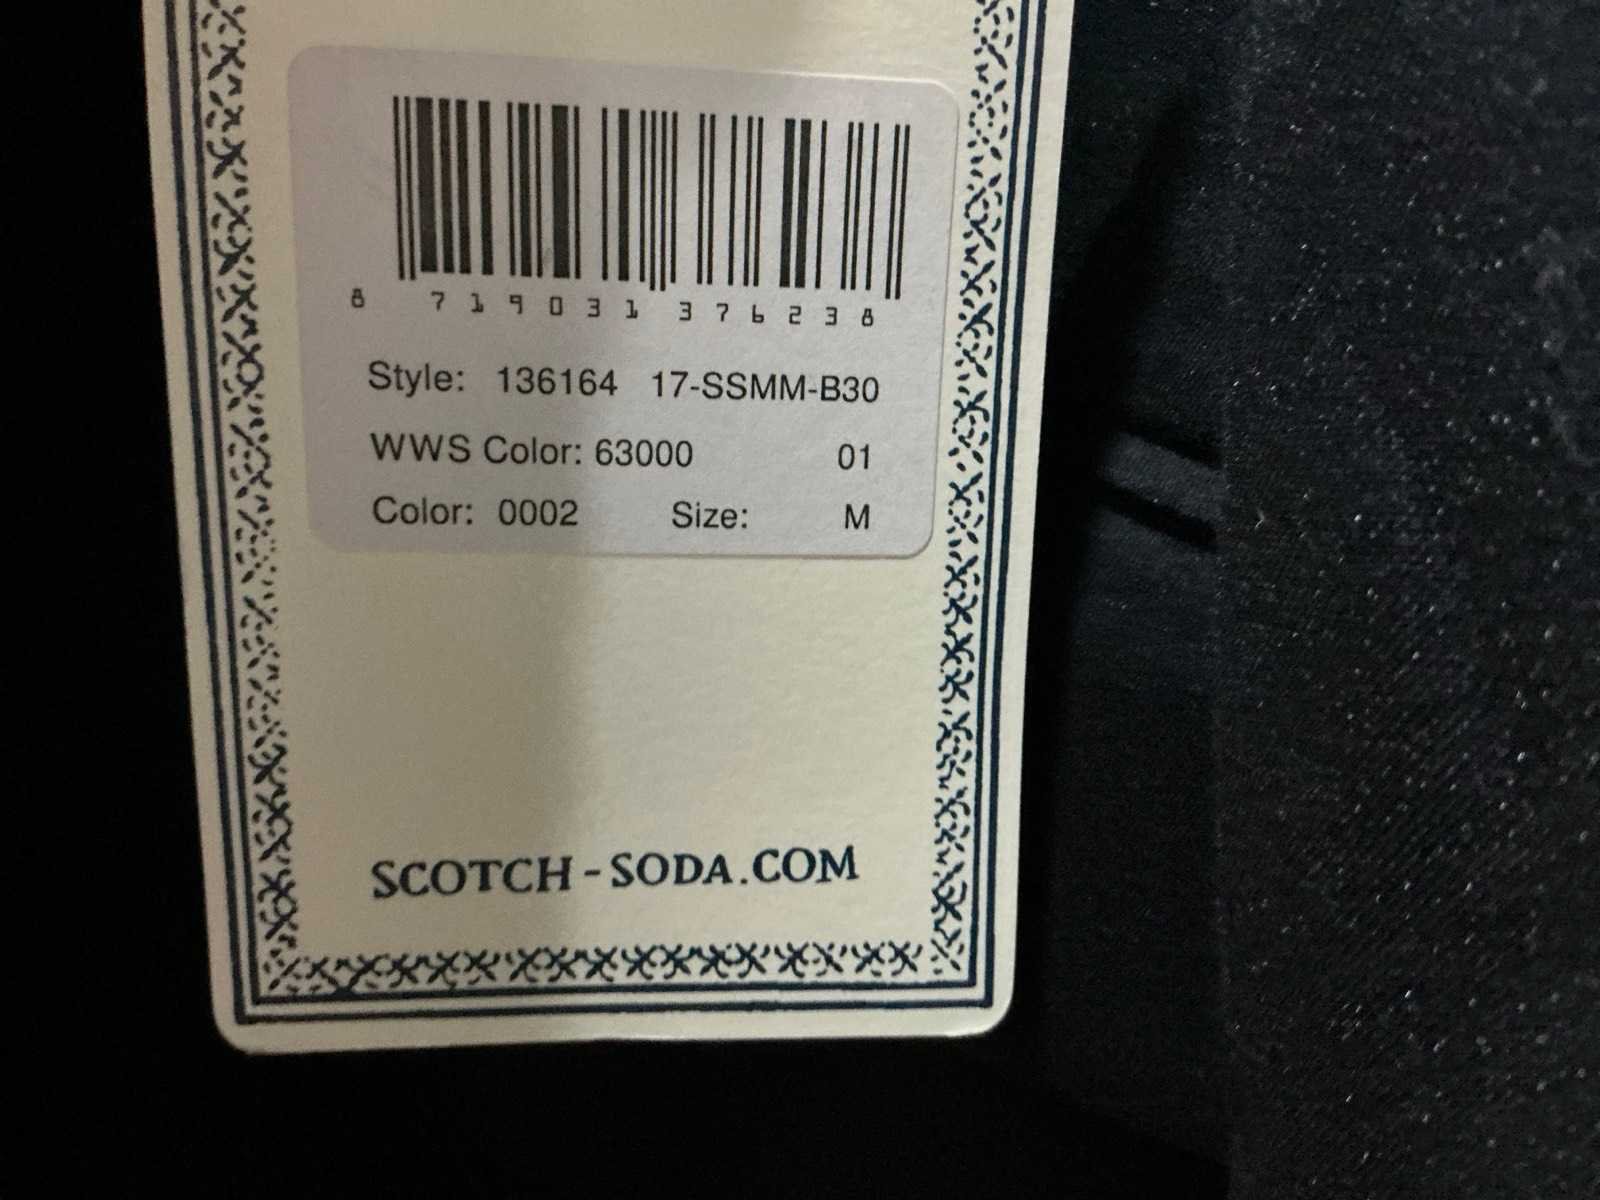 8 719031 376238
Style: 136164 17-SSMM-B30
WWS Color: 63000 01
Color: 0002 Size: M
SCOTCH-SODA.COM